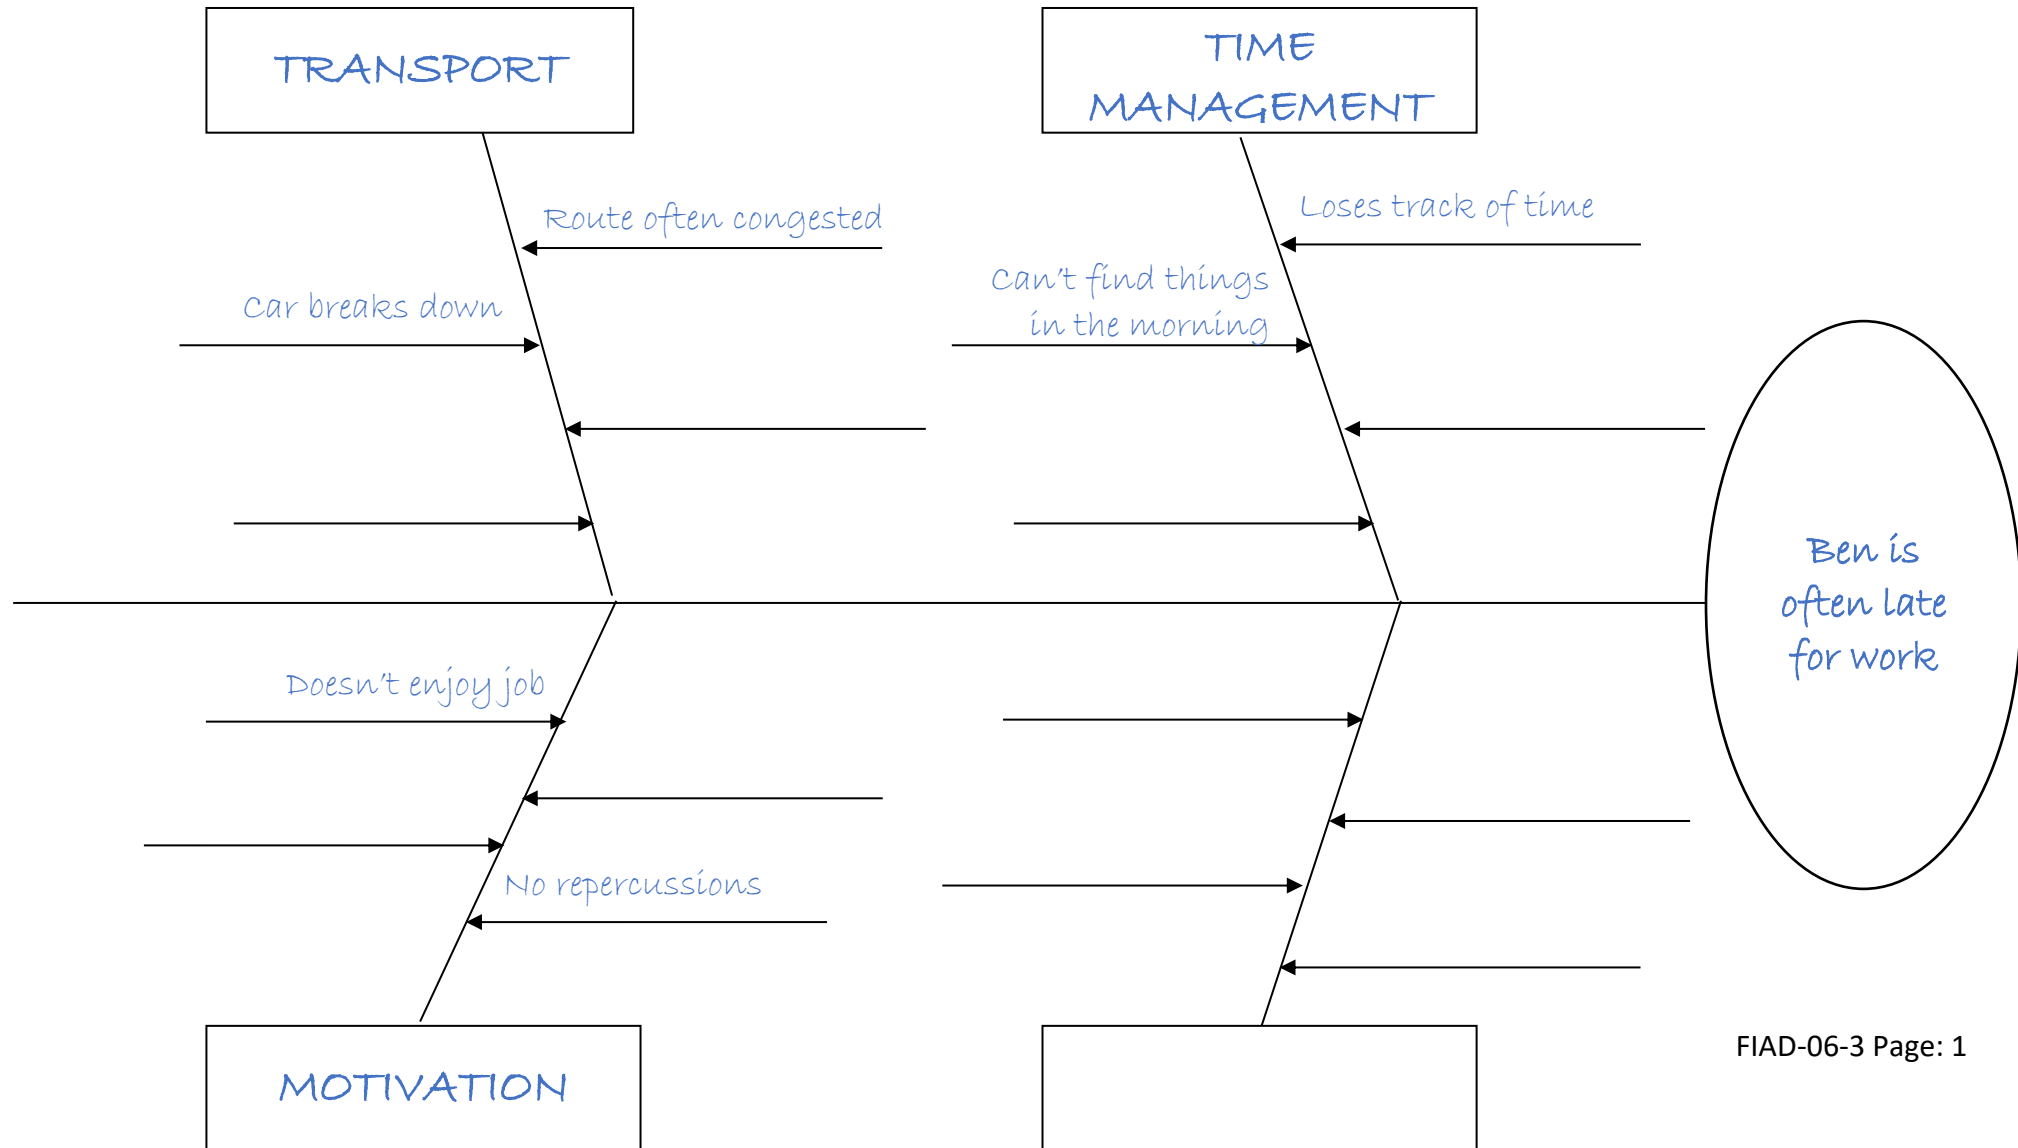 TRANSPORT
TIME
MANAGEMENT
Route often congested
Loses track of time
Car breaks down
Can't find things
in the morning
Ben is
often late
for work
Doesn't enjoy job
No repercussions
MOTIVATION
FIAD-06-3 Page: 1